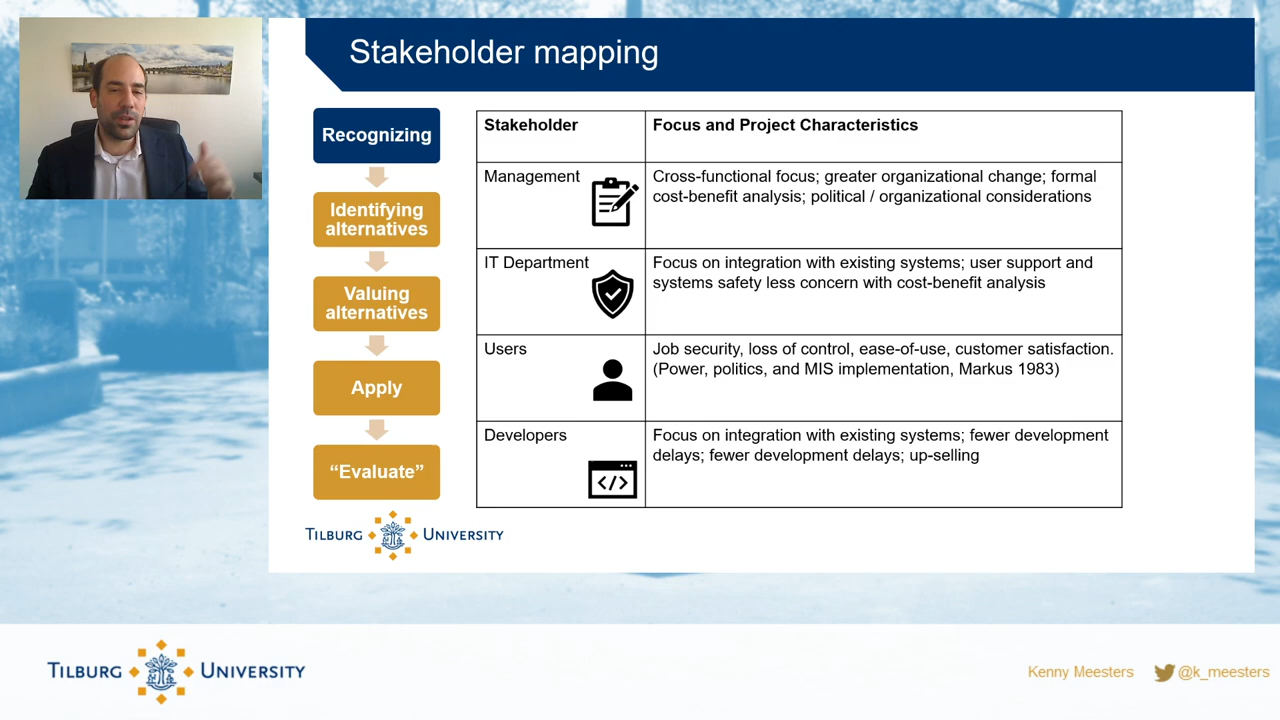 Stakeholder mapping
Recognizing
Identifying
alternatives
Valuing
alternatives
Apply
“Evaluate”
Stakeholder
Focus and Project Characteristics
Management
Cross-functional focus; greater organizational change; formal
cost-benefit analysis; political / organizational considerations
IT Department
Focus on integration with existing systems; user support and
systems safety less concern with cost-benefit analysis
Users
Job security, loss of control, ease-of-use, customer satisfaction.
(Power, politics, and MIS implementation, Markus 1983)
Developers
Focus on integration with existing systems; fewer development
delays; fewer development delays; up-selling
</>
TILBURG UNIVERSITY
TILBURG UNIVERSITY
Kenny Meesters @k_meesters